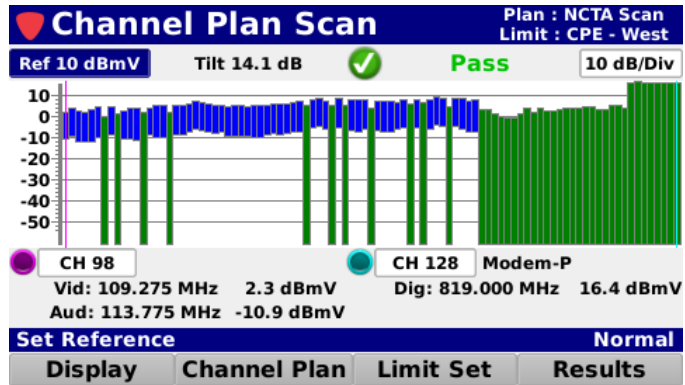 Channel Plan Scan
Plan : NCTA Scan
Limit : CPE - West
Ref 10 dBmV
Tilt 14.1 dB
Pass
10 dB/Div
10
0
-10
-20
-30
-40
-50
CH 98
CH 128 Modem-P
Vid: 109.275 MHz 2.3 dBmV
Dig: 819.000 MHz 16.4 dBmV
Aud: 113.775 MHz -10.9 dBmV
Set Reference
Normal
Display
Channel Plan
Limit Set
Results